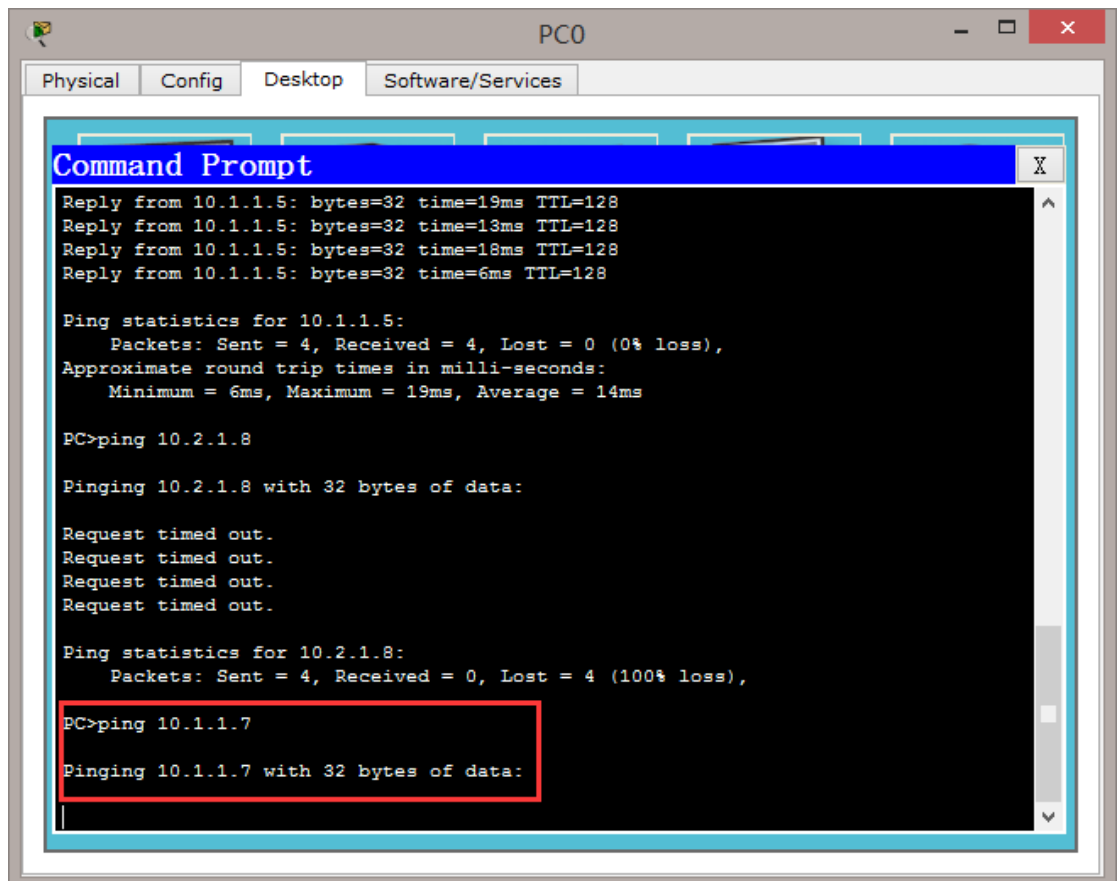 PC0
Physical Config Desktop Software/Services
Command Prompt X
Reply from 10.1.1.5: bytes=32 time=19ms TTL=128
Reply from 10.1.1.5: bytes=32 time=13ms TTL=128
Reply from 10.1.1.5: bytes=32 time=18ms TTL=128
Reply from 10.1.1.5: bytes=32 time=6ms TTL=128
Ping statistics for 10.1.1.5:
Packets: Sent = 4, Received = 4, Lost = 0 (0% loss),
Approximate round trip times in milli-seconds:
Minimum = 6ms, Maximum = 19ms, Average = 14ms
PC>ping 10.2.1.8
Pinging 10.2.1.8 with 32 bytes of data:
Request timed out.
Request timed out.
Request timed out.
Request timed out.
Ping statistics for 10.2.1.8:
Packets: Sent = 4, Received = 0, Lost = 4 (100% loss),
PC>ping 10.1.1.7
Pinging 10.1.1.7 with 32 bytes of data: